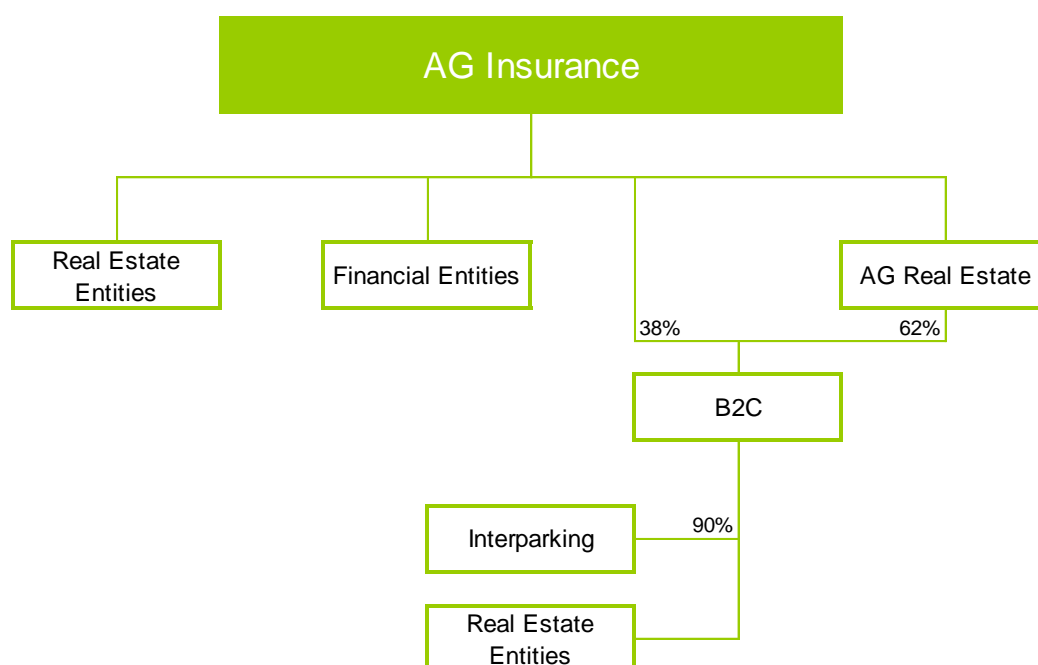 AG Insurance
Real Estate
Entities
Financial Entities
AG Real Estate
38%
62%
B2C
Interparking
90%
Real Estate
Entities